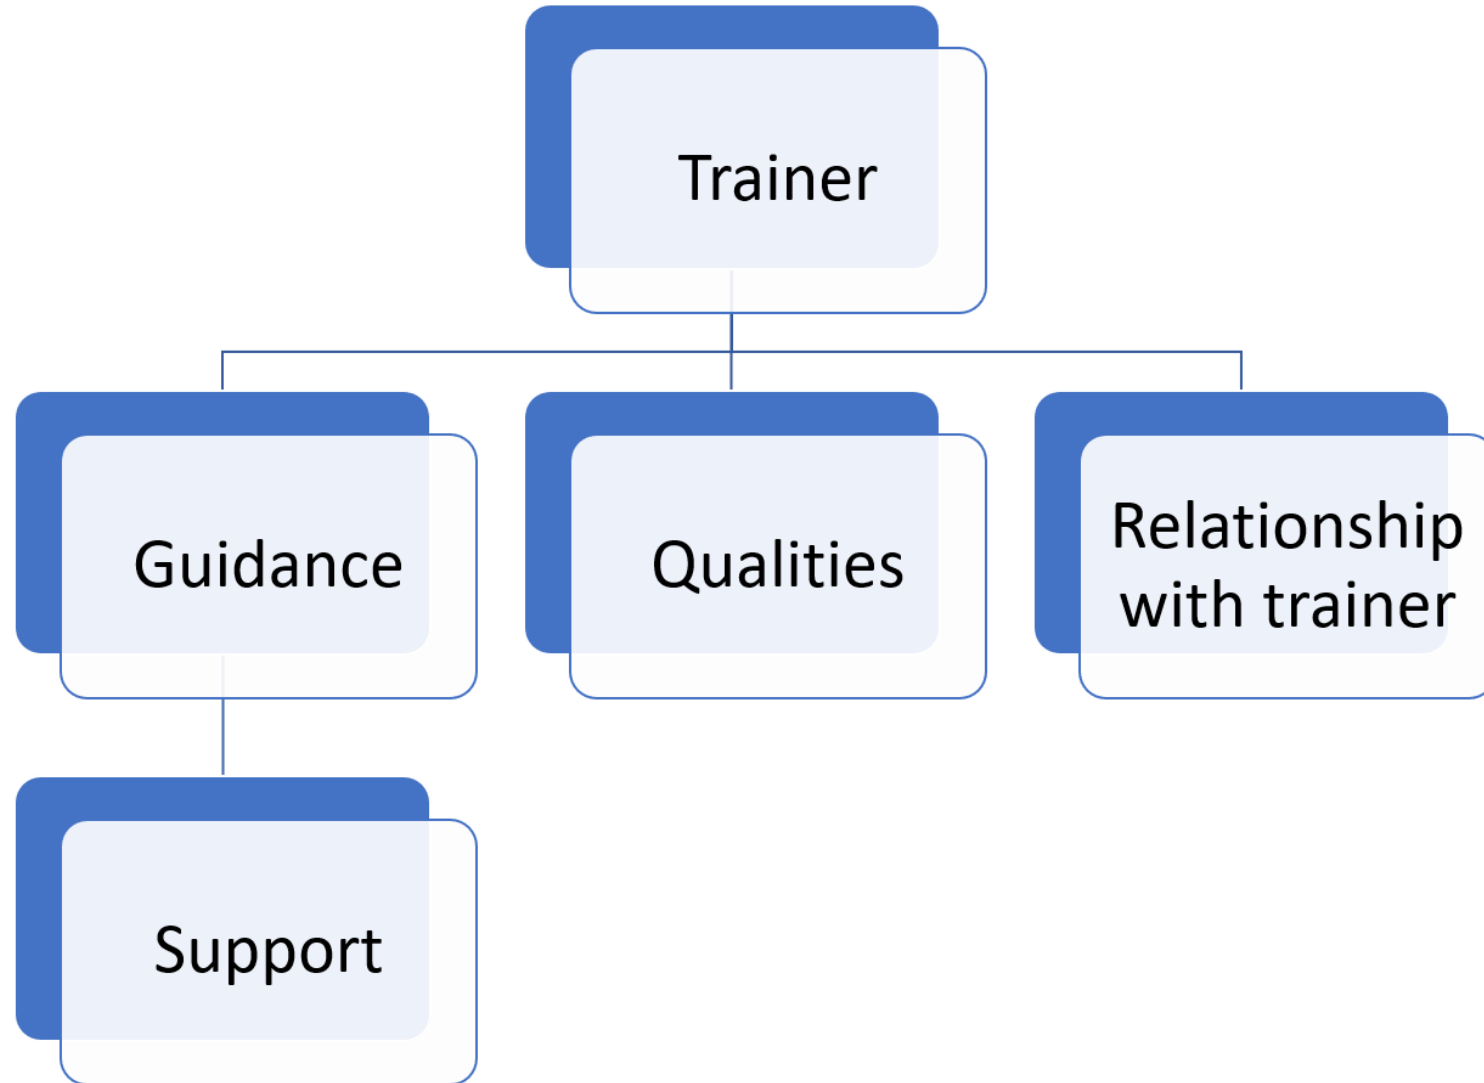 Trainer
Guidance
Qualities
Relationship
with trainer
Support